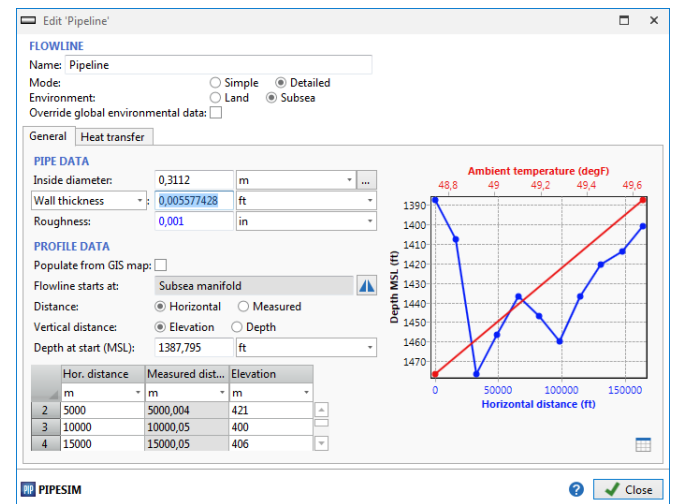 Edit 'Pipeline'
FLOWLINE
Name: Pipeline
Mode: Simple Detailed
Environment: Land Subsea
Override global environmental data:
General Heat transfer
PIPE DATA
Inside diameter: 0,3112 m ...
Wall thickness : 0,005577428 ft
Roughness: 0,001 in
PROFILE DATA
Populate from GIS map:
Flowline starts at: Subsea manifold
Distance: Horizontal Measured
Vertical distance: Elevation Depth
Depth at start (MSL): 1387,795 ft
Hor. distance Measured dist... Elevation
m m m
2 5000 5000,004 421
3 10000 10000,05 400
4 15000 15000,05 406
Ambient temperature (degF)
48,8 49 49,2 49,4 49,6
Depth MSL (ft)
1390
1400
1410
1420
1430
1440
1450
1460
1470
0 50000 100000 150000
Horizontal distance (ft)
PIP PIPESIM ? Close